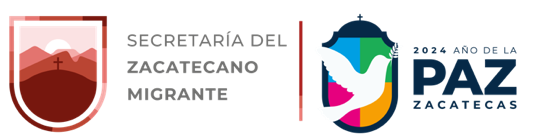 SECRETARÍA DEL
ZACATECANO
MIGRANTE
2024 AÑO DE LA
PAZ
ZACATECAS